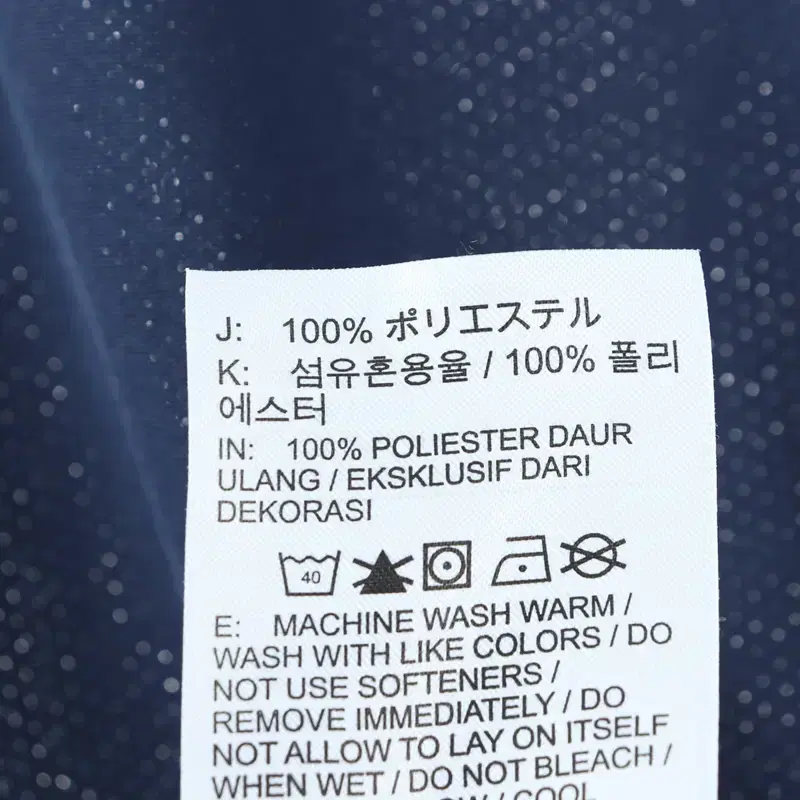 J: 100% ポリエステル
K: 섬유혼용율 / 100% 폴리
에스터
IN: 100% POLIESTER DAUR
ULANG / EKSKLUSIF DARI
DEKORASI
40
E: MACHINE WASH WARM /
WASH WITH LIKE COLORS / DO
NOT USE SOFTENERS /
REMOVE IMMEDIATELY / DO
NOT ALLOW TO LAY ON ITSELF
WHEN WET / DO NOT BLEACH /
/ COOL